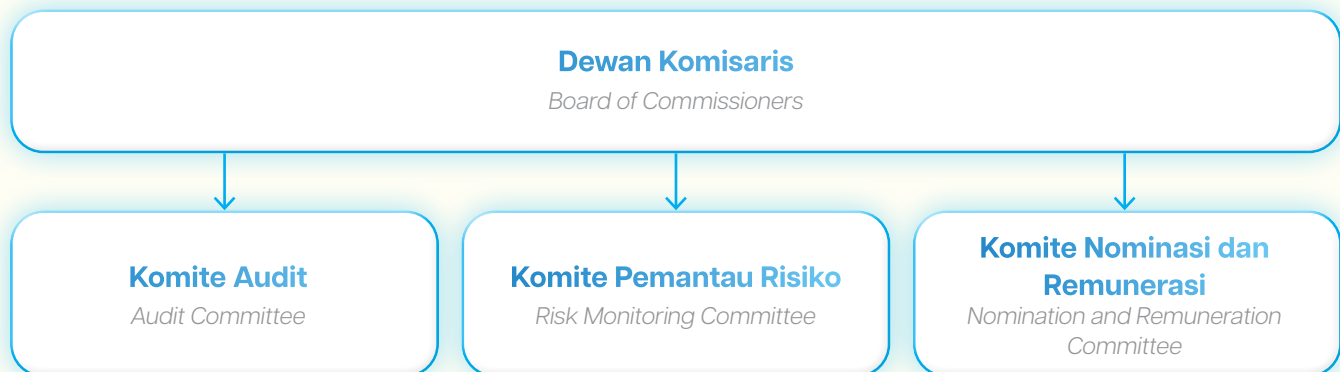 Dewan Komisaris
Board of Commissioners
Komite Audit
Audit Committee
Komite Pemantau Risiko
Risk Monitoring Committee
Komite Nominasi dan
Remunerasi
Nomination and Remuneration
Committee